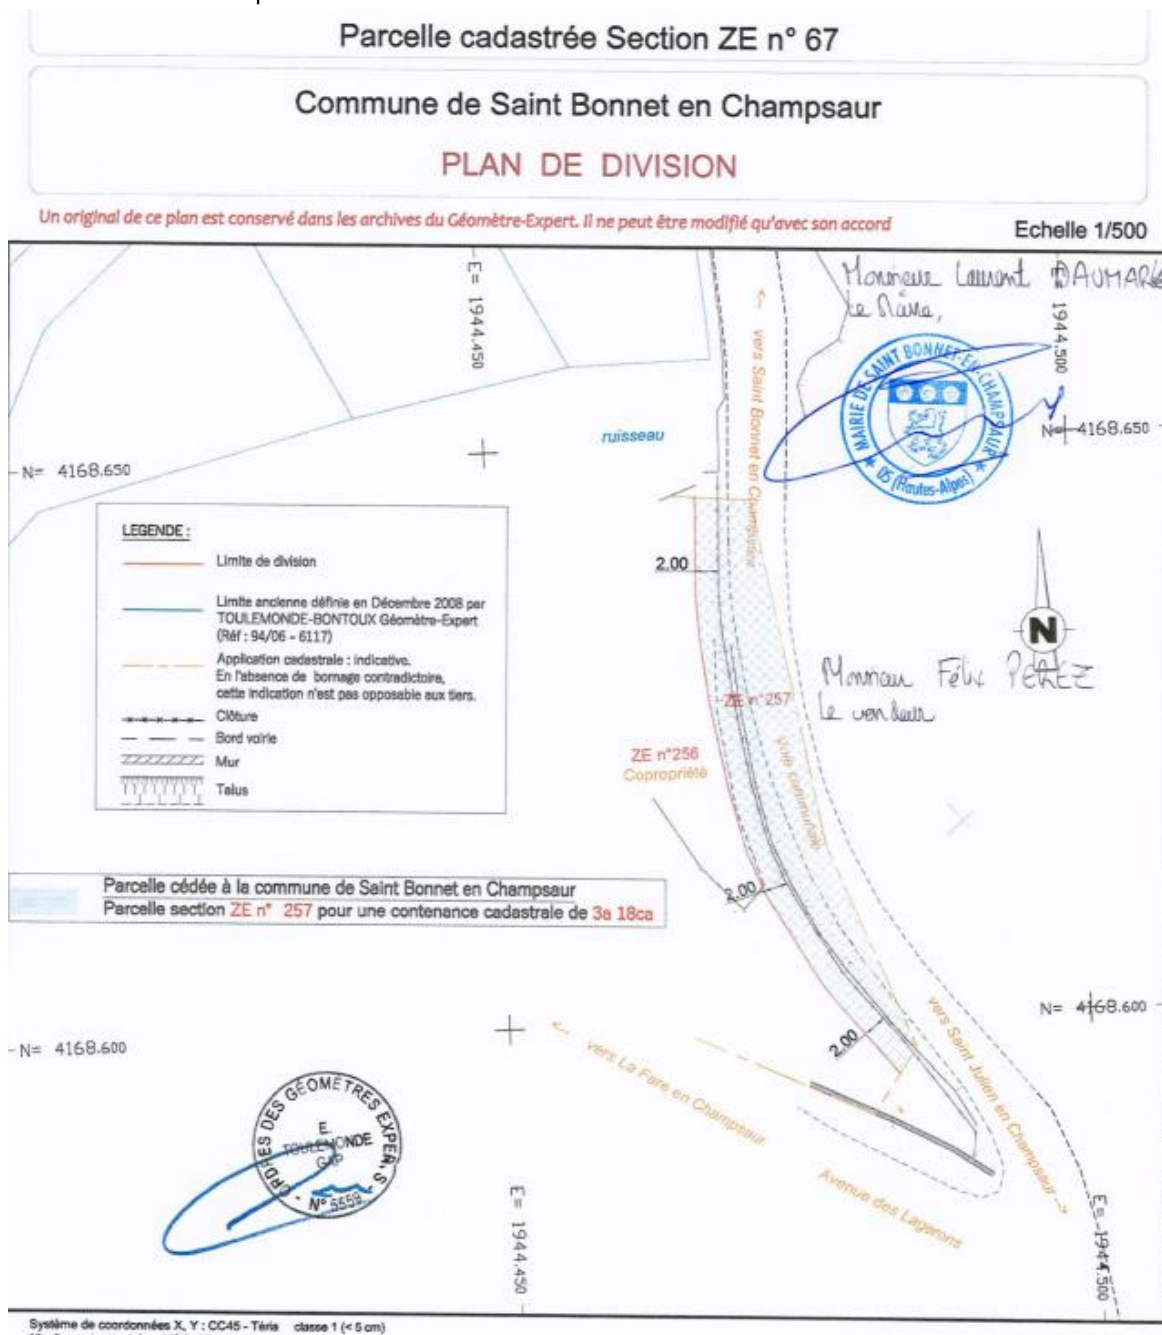 Parcelle cadastrée Section ZE n° 67
Commune de Saint Bonnet en Champsaur
PLAN DE DIVISION
Un original de ce plan est conservé dans les archives du Géomètre-Expert. Il ne peut être modifié qu'avec son accord
Echelle 1/500
E= 1944.450
vers Saint Bonnet en Champsaur
Monsieur Laurent DAUMARK
Le Maire,
1944.500
MAIRIE DE SAINT BONNET-EN-CHAMPSAUR
05 (Hautes-Alpes)
N= 4168.650
ruisseau
N= 4168.650
LEGENDE :
Limite de division
Limite ancienne définie en Décembre 2008 par
TOULEMONDE-BONTOUX Géomètre-Expert
(Réf : 94/06 - 6117)
Application cadastrale : indicative.
En l'absence de bornage contradictoire,
cette indication n'est pas opposable aux tiers.
Clôture
Bord voirie
Mur
Talus
2.00
N
Monsieur Félix PEREZ
Le vendeur
ZE n°257
ZE n°256
Copropriété
voie communale
2.00
Parcelle cédée à la commune de Saint Bonnet en Champsaur
Parcelle section ZE n° 257 pour une contenance cadastrale de 3a 18ca
N= 4168.600
N= 4168.600
2.00
vers La Fare en Champsaur
vers Saint Julien en Champsaur
Avenue des Lagerons
ORDRES DES GÉOMÈTRES EXPERTS
E.
TOULEMONDE
GAP
N° 5559
E= 1944.450
E= 1944.500
Système de coordonnées X, Y : CC45 - Téria classe 1 (< 5 cm)